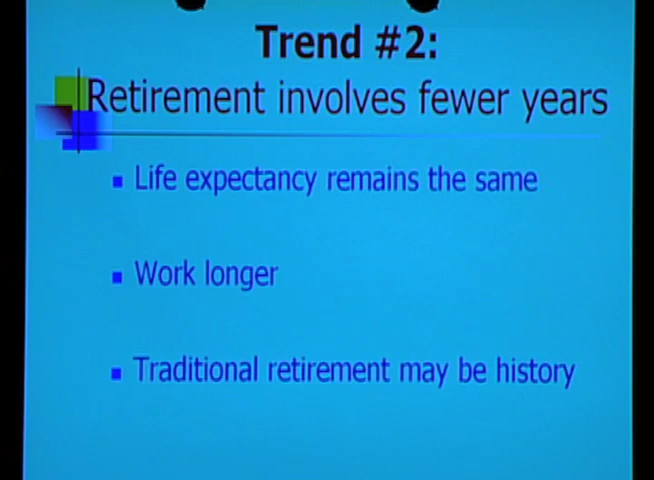 Trend #2:
Retirement involves fewer years
Life expectancy remains the same
Work longer
Traditional retirement may be history